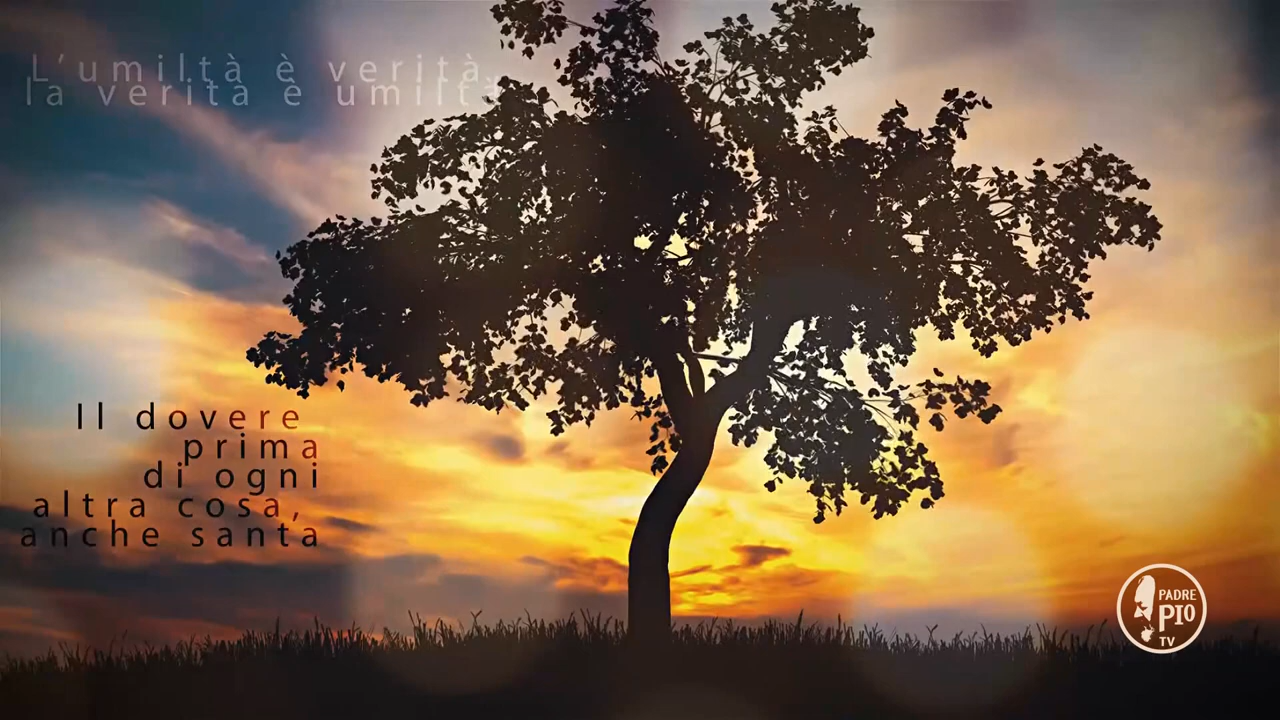 L'umiltà è verità,
la verità è umiltà
Il dovere
prima
di ogni
altra cosa,
anche santa
PADRE
PIO
TV